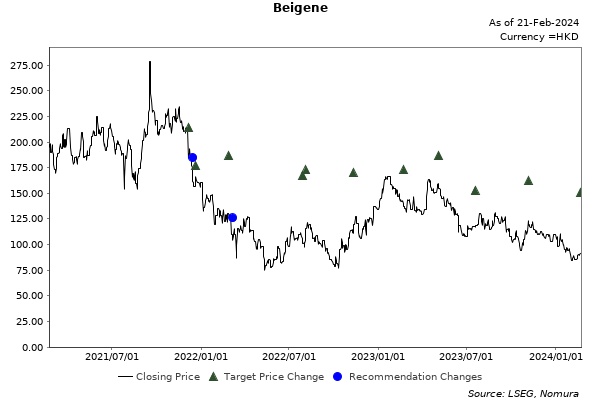 Beigene
As of 21-Feb-2024
Currency =HKD
275.00
250.00
225.00
200.00
175.00
150.00
125.00
100.00
75.00
50.00
25.00
0.00
2021/07/01 2022/01/01 2022/07/01 2023/01/01 2023/07/01 2024/01/01
Closing Price Target Price Change Recommendation Changes
Source: LSEG, Nomura